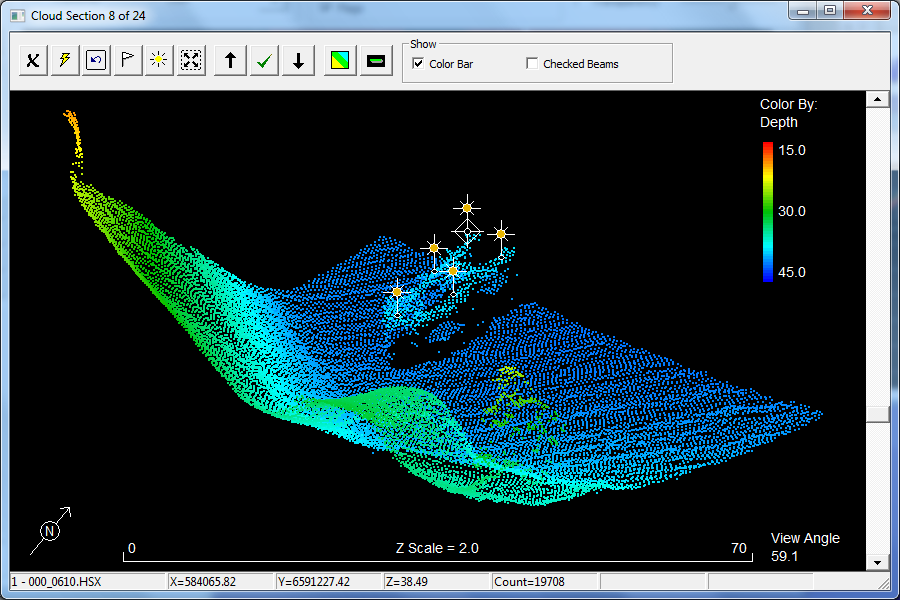 Cloud Section 8 of 24
Show
Color Bar
Checked Beams
Color By:
Depth
15.0
30.0
45.0
N
0
Z Scale = 2.0
70
View Angle
59.1
1 - 000_0610.HSX
X=584065.82
Y=6591227.42
Z=38.49
Count=19708